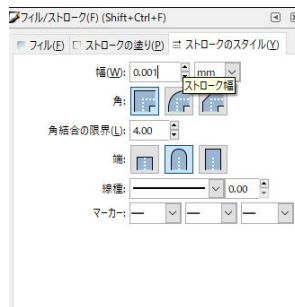 フィル/ストローク(F) (Shift+Ctrl+F)
フィル(F) ストロークの塗り(P) ストロークのスタイル(Y)
幅(W): 0.001 mm
ストローク幅
角:
角結合の限界(L): 4.00
端:
線種: 0.00
マーカー: